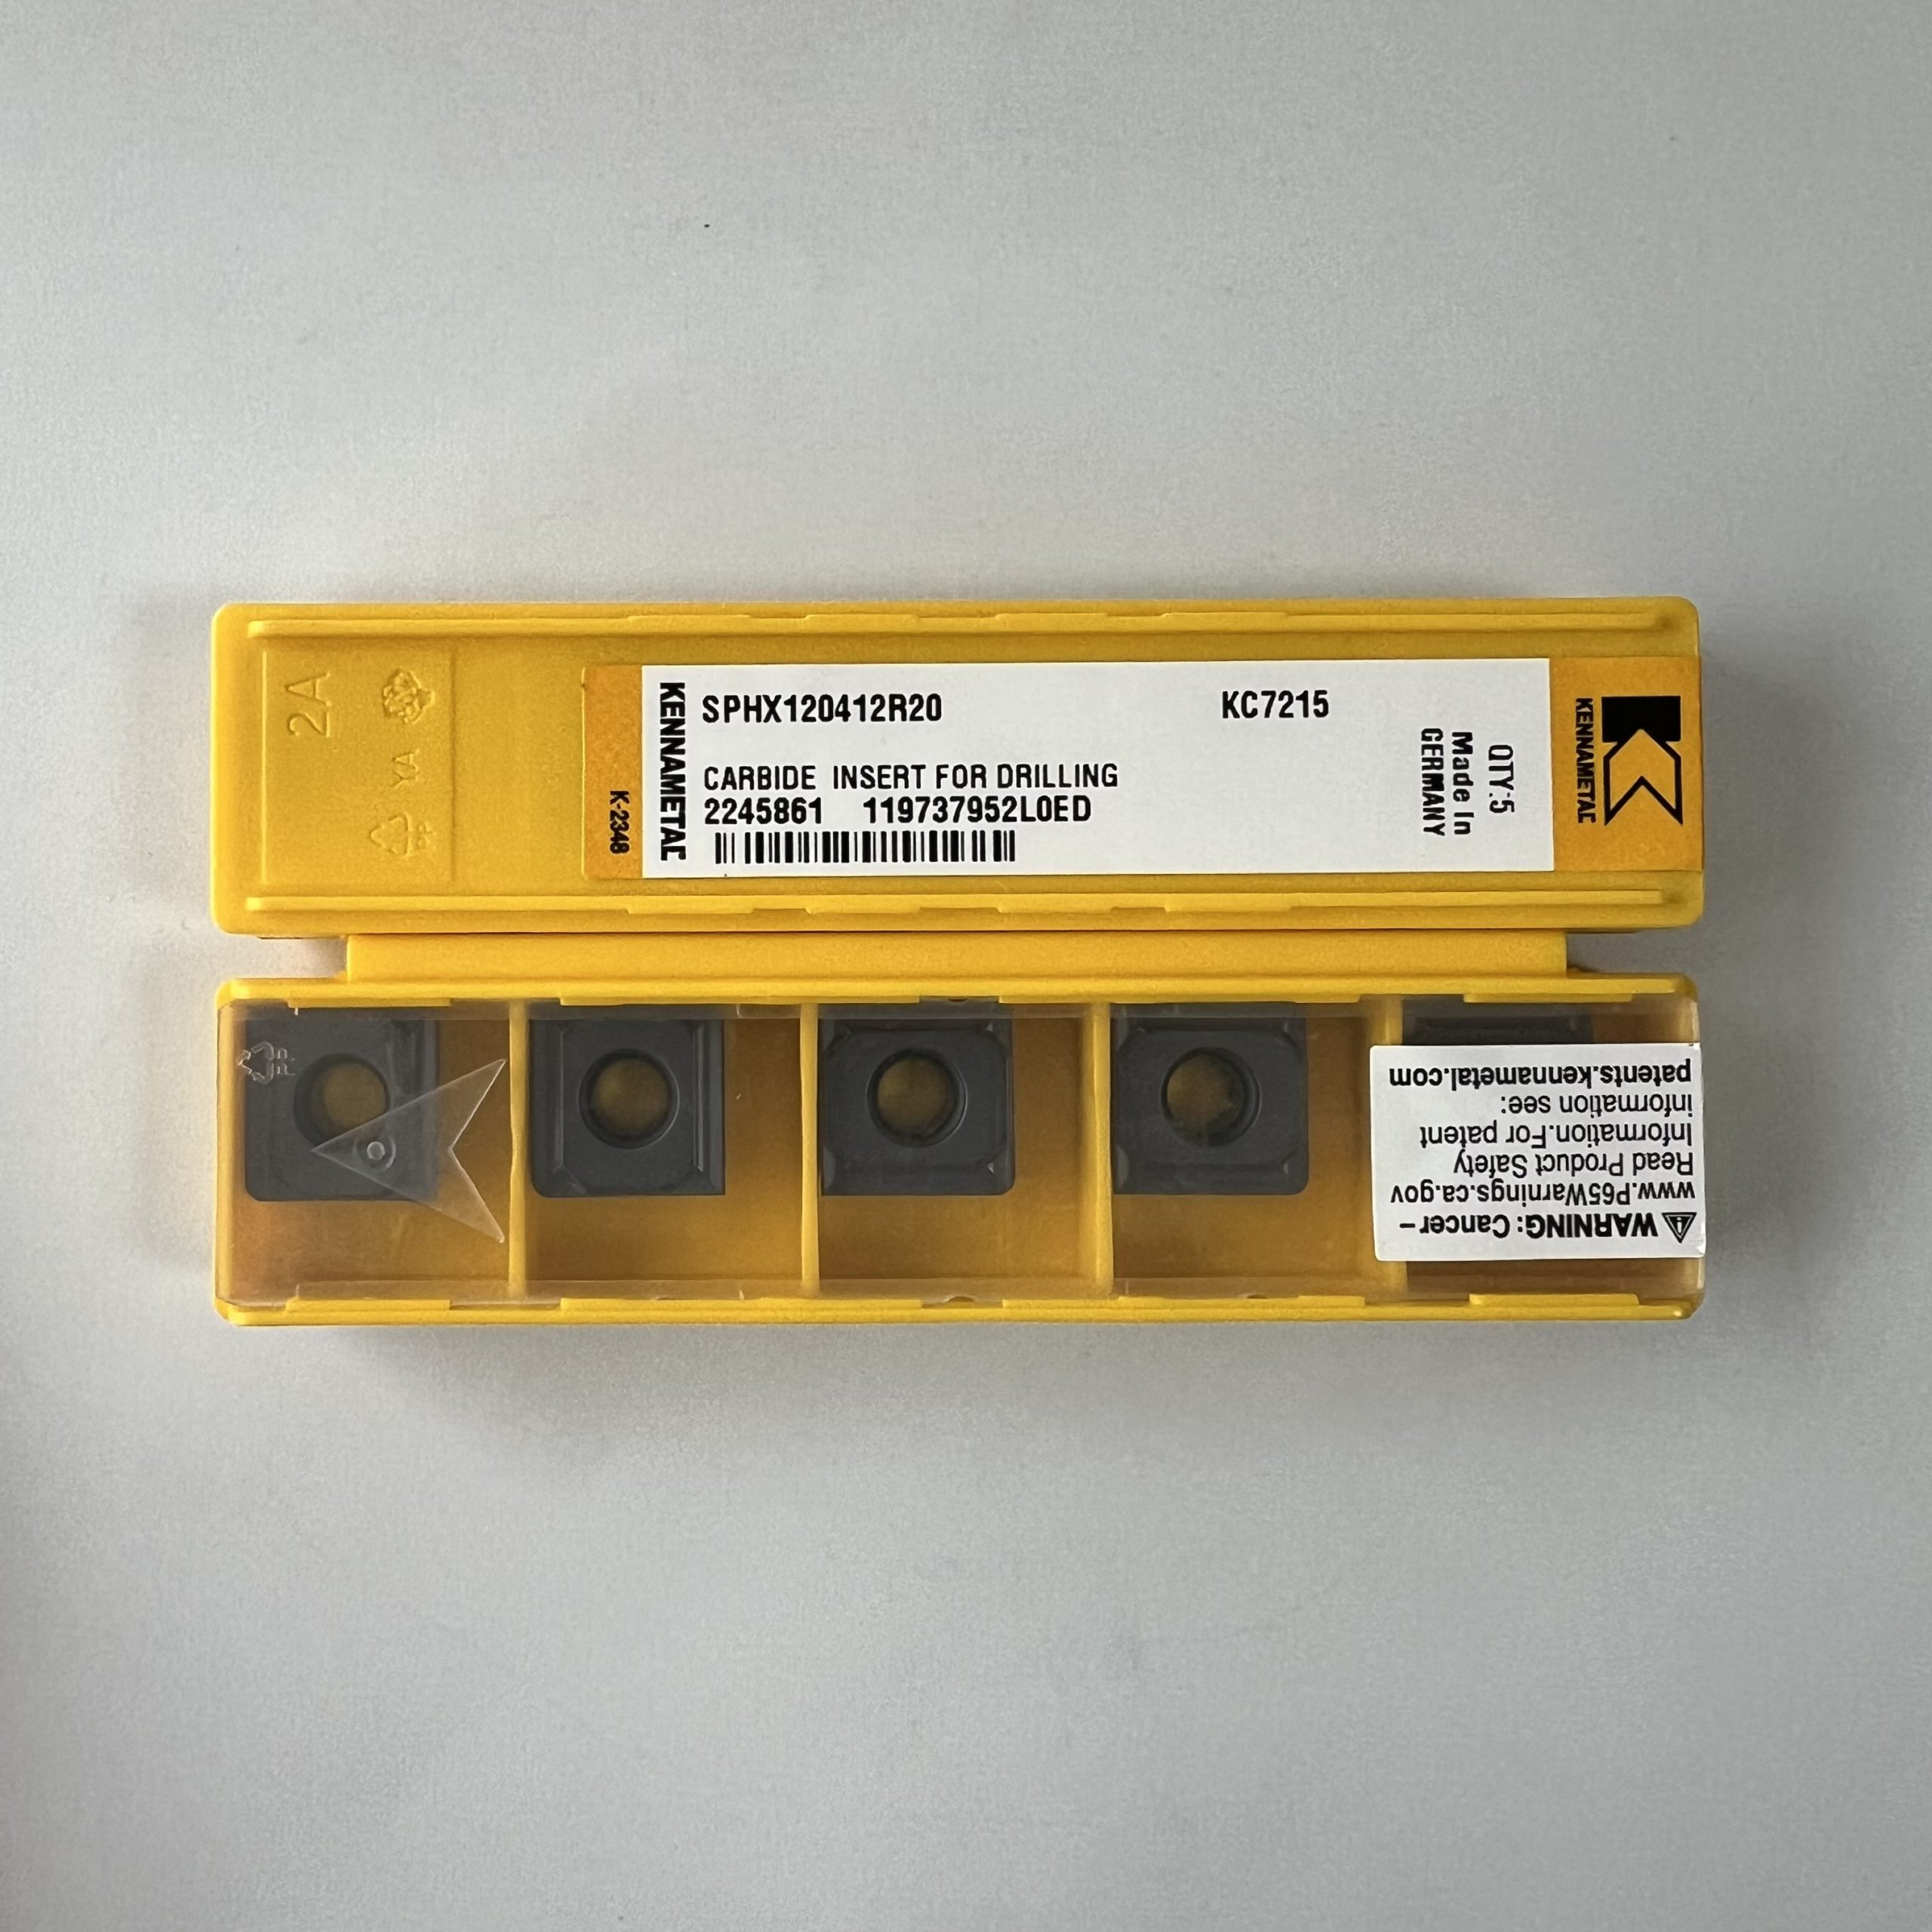 2A
YA
K-2348
KENNAMETAL
SPHX120412R20 KC7215
CARBIDE INSERT FOR DRILLING
2245861 119737952L0ED
QTY:5
Made In
GERMANY
KENNAMETAL
WARNING: Cancer -
www.P65Warnings.ca.gov
Read Product Safety
Information.For patent
information see:
patents.kennametal.com